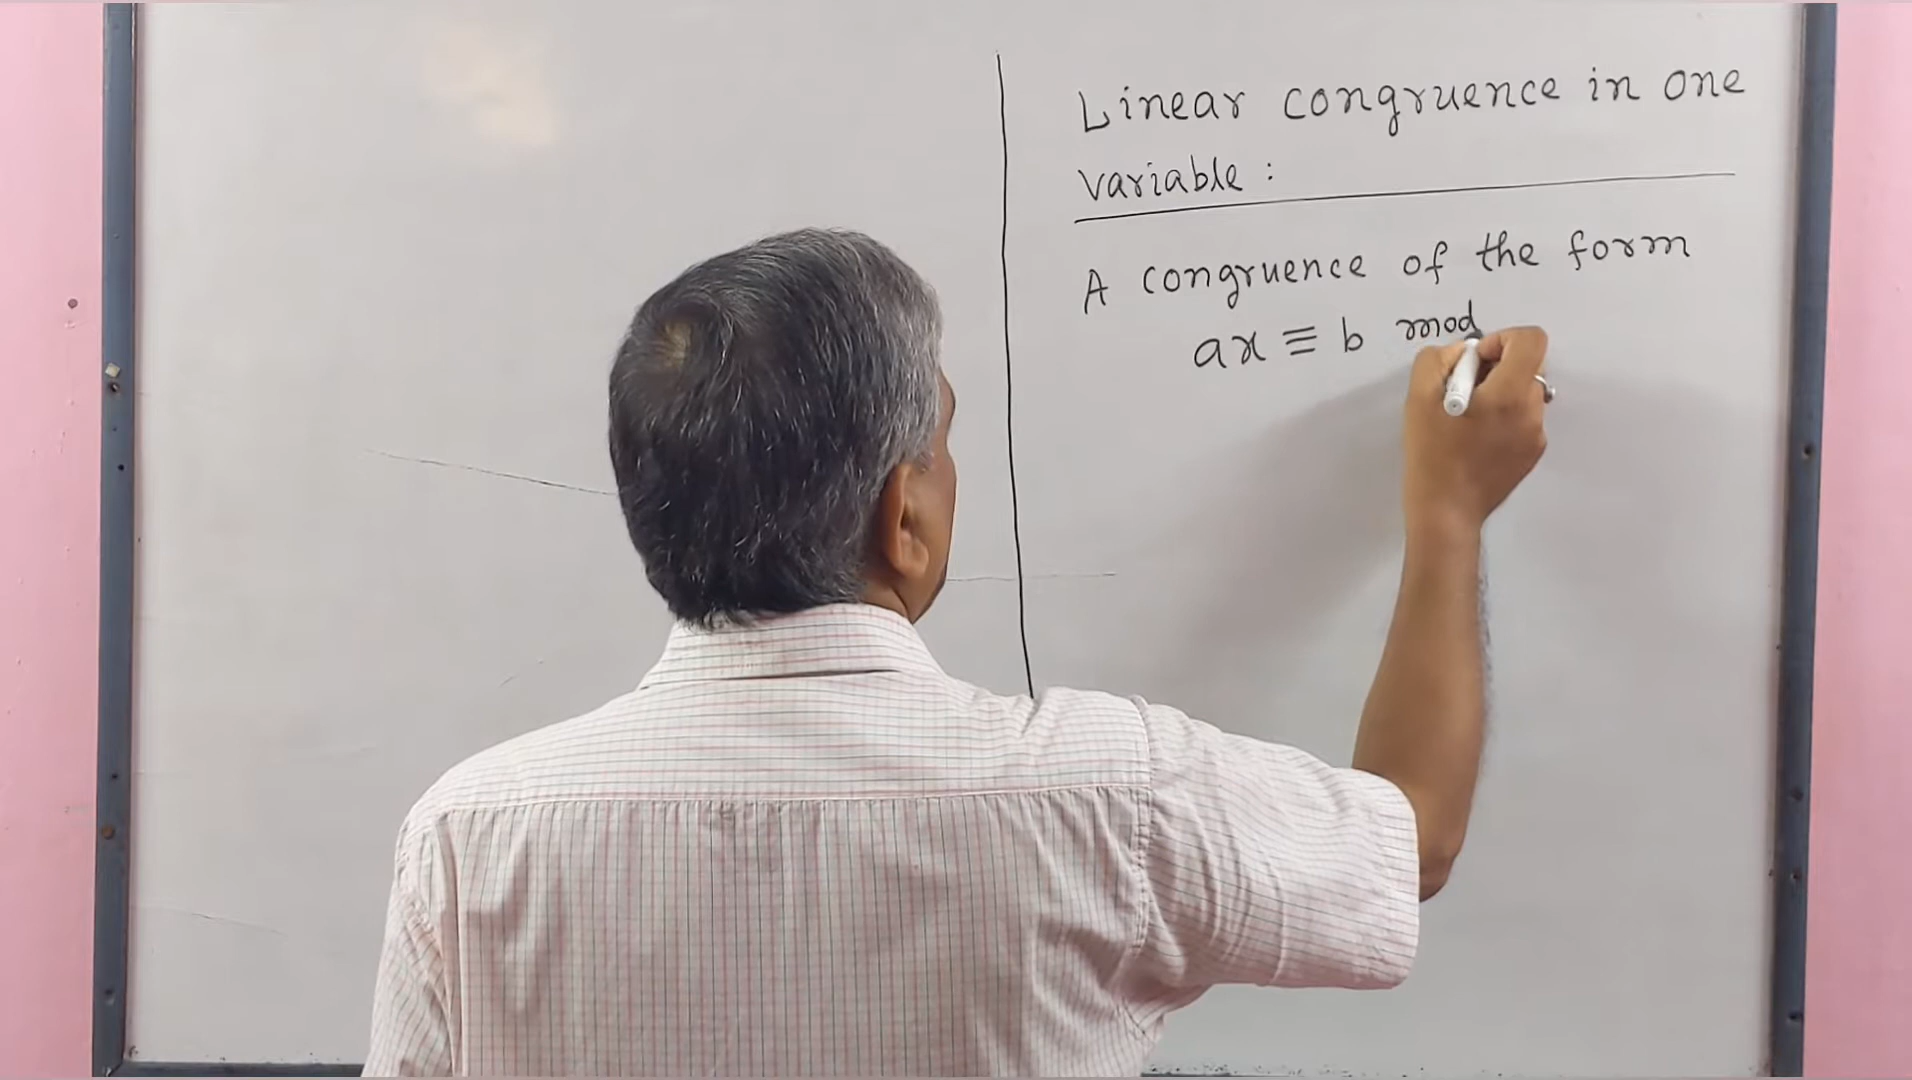 Linear congruence in one
variable :
A congruence of the form
ax ≡ b mod